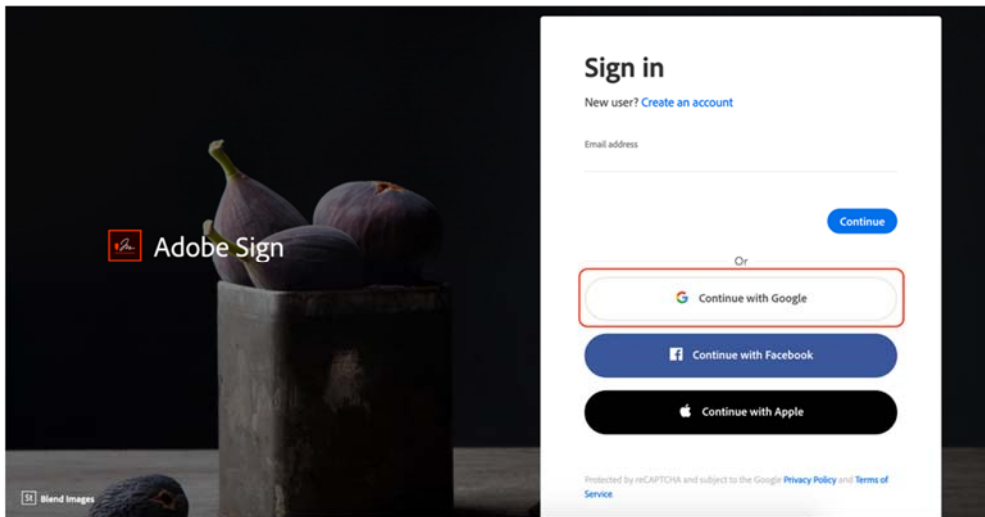 Sign in
New user? Create an account
Email address
Continue
Adobe Sign
Or
Continue with Google
Continue with Facebook
Continue with Apple
Protected by reCAPTCHA and subject to the Google Privacy Policy and Terms of
Service
St Blend Images